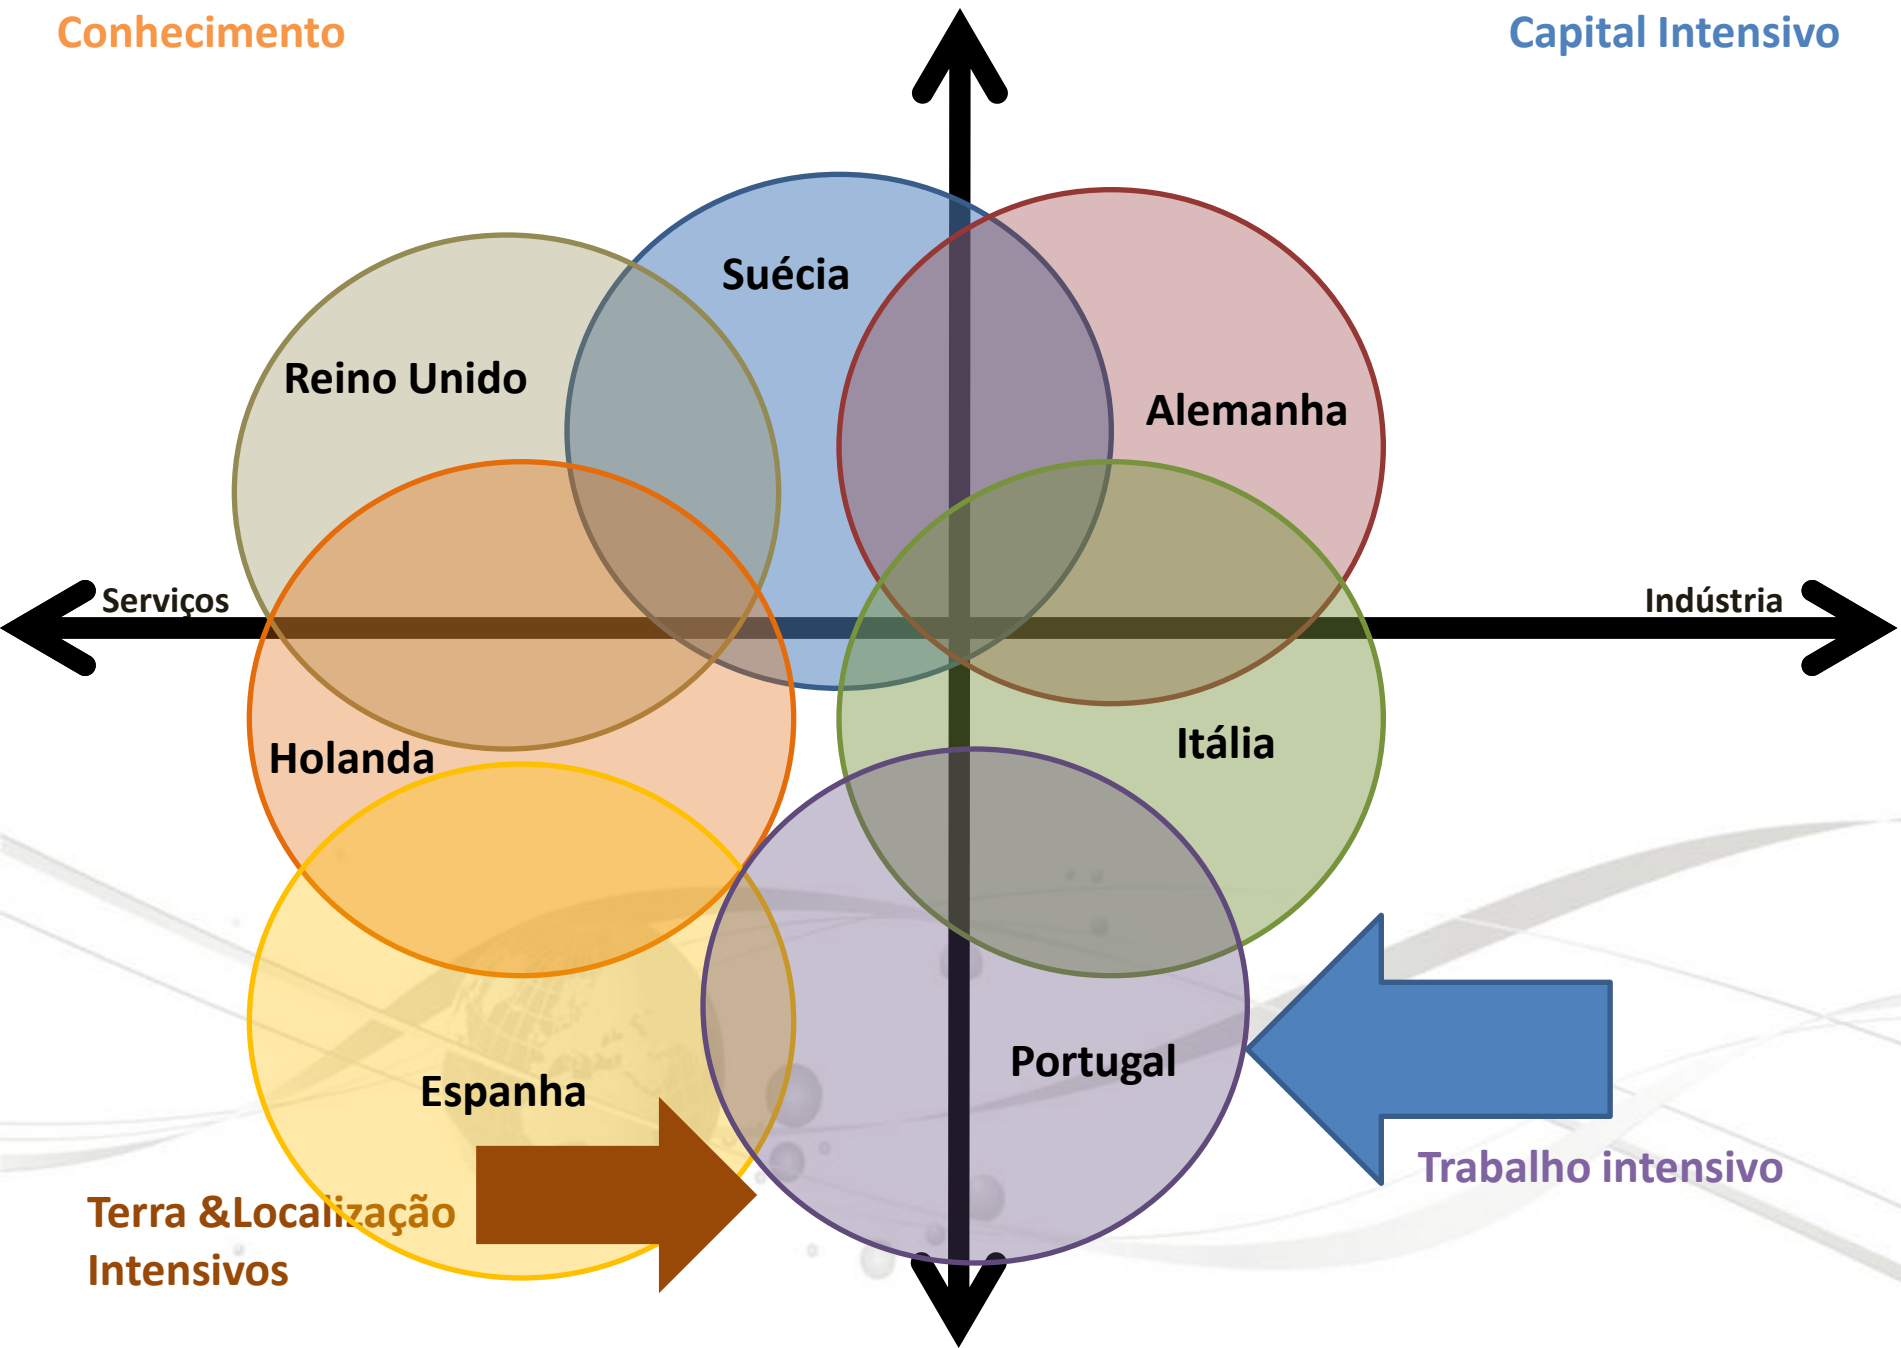 Conhecimento
Capital Intensivo
Suécia
Reino Unido
Alemanha
Serviços
Indústria
Holanda
Itália
Espanha
Portugal
Trabalho intensivo
Terra &Localização
Intensivos